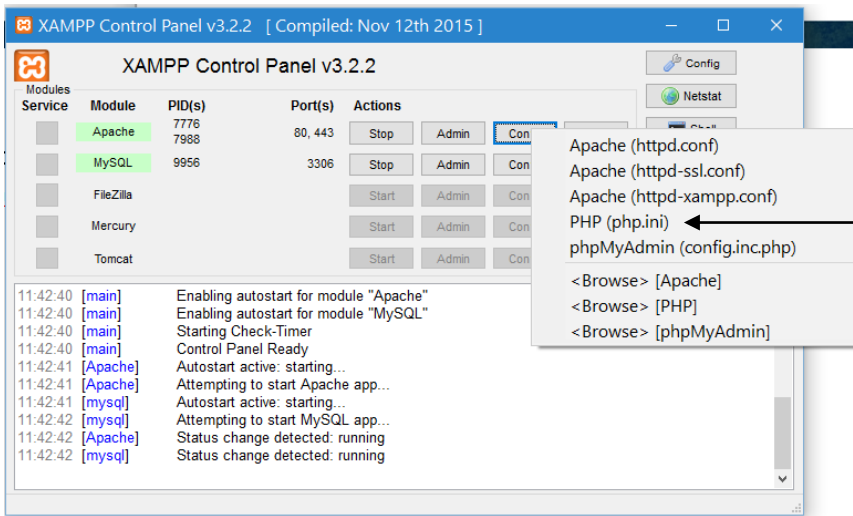 XAMPP Control Panel v3.2.2 [ Compiled: Nov 12th 2015 ]
XAMPP Control Panel v3.2.2
Config
Modules
Netstat
Service Module PID(s) Port(s) Actions
Shell
Apache 7776 80, 443 Stop Admin Con
7988
MySQL 9956 3306 Stop Admin Con
FileZilla Start Admin Con
Mercury Start Admin Con
Tomcat Start Admin Con
Apache (httpd.conf)
Apache (httpd-ssl.conf)
Apache (httpd-xampp.conf)
PHP (php.ini)
phpMyAdmin (config.inc.php)
<Browse> [Apache]
<Browse> [PHP]
<Browse> [phpMyAdmin]
11:42:40 [main] Enabling autostart for module "Apache"
11:42:40 [main] Enabling autostart for module "MySQL"
11:42:40 [main] Starting Check-Timer
11:42:40 [main] Control Panel Ready
11:42:41 [Apache] Autostart active: starting...
11:42:41 [Apache] Attempting to start Apache app...
11:42:41 [mysql] Autostart active: starting...
11:42:42 [mysql] Attempting to start MySQL app...
11:42:42 [Apache] Status change detected: running
11:42:42 [mysql] Status change detected: running